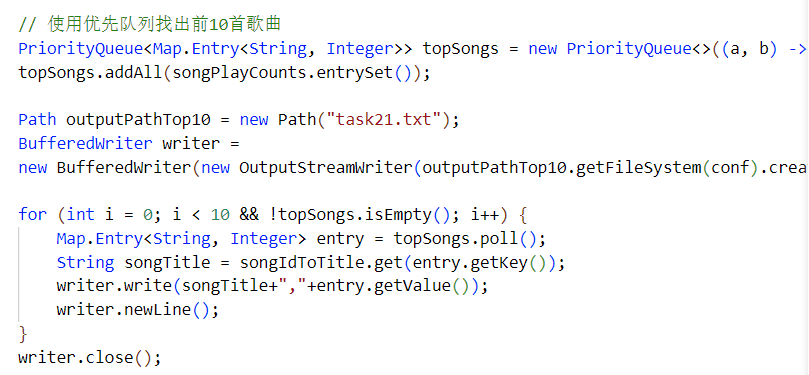 // 使用优先队列找出前10首歌曲
PriorityQueue<Map.Entry<String, Integer>> topSongs = new PriorityQueue<>((a, b) ->
topSongs.addAll(songPlayCounts.entrySet());
Path outputPathTop10 = new Path("task21.txt");
BufferedWriter writer =
new BufferedWriter(new OutputStreamWriter(outputPathTop10.getFileSystem(conf).crea
for (int i = 0; i < 10 && !topSongs.isEmpty(); i++) {
    Map.Entry<String, Integer> entry = topSongs.poll();
    String songTitle = songIdToTitle.get(entry.getKey());
    writer.write(songTitle+","+entry.getValue());
    writer.newLine();
}
writer.close();